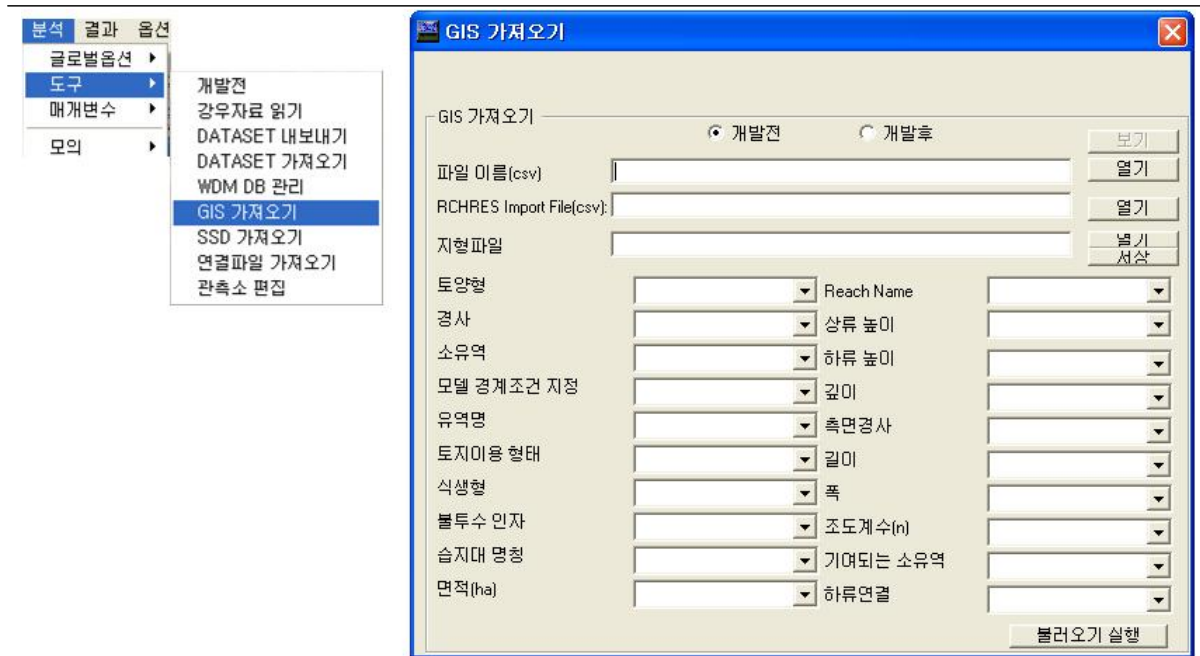 분석 결과 옵션
글로벌옵션
도구
매개변수
모의
개발전
강우자료 읽기
DATASET 내보내기
DATASET 가져오기
WDM DB 관리
GIS 가져오기
SSD 가져오기
연결파일 가져오기
관측소 편집
GIS 가져오기
GIS 가져오기
개발전 개발후
보기
파일 이름(csv) 열기
RCHRES Import File(csv): 열기
지형파일 열기
저장
토양형 Reach Name
경사 상류 높이
소유역 하류 높이
모델 경계조건 지정 깊이
유역명 측면경사
토지이용 형태 길이
식생형 폭
불투수 인자 조도계수(n)
습지대 명칭 기여되는 소유역
면적(ha) 하류연결
불러오기 실행